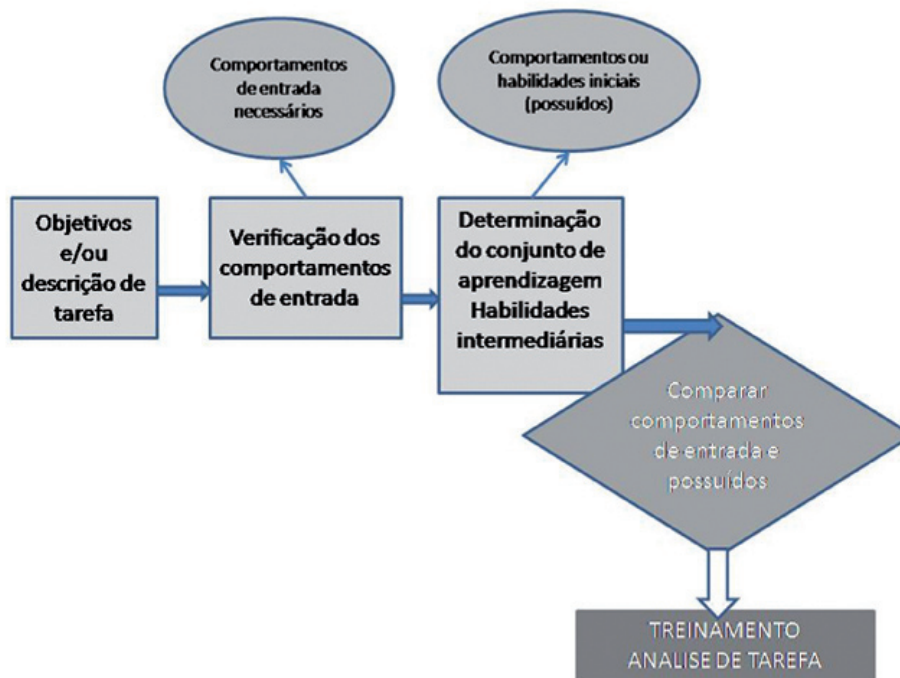 Comportamentos
de entrada
necessários
Comportamentos ou
habilidades iniciais
(possuídos)
Objetivos
e/ou
descrição de
tarefa
Verificação dos
comportamentos
de entrada
Determinação
do conjunto de
aprendizagem
Habilidades
intermediárias
Comparar
comportamentos
de entrada e
possuídos
TREINAMENTO
ANALISE DE TAREFA